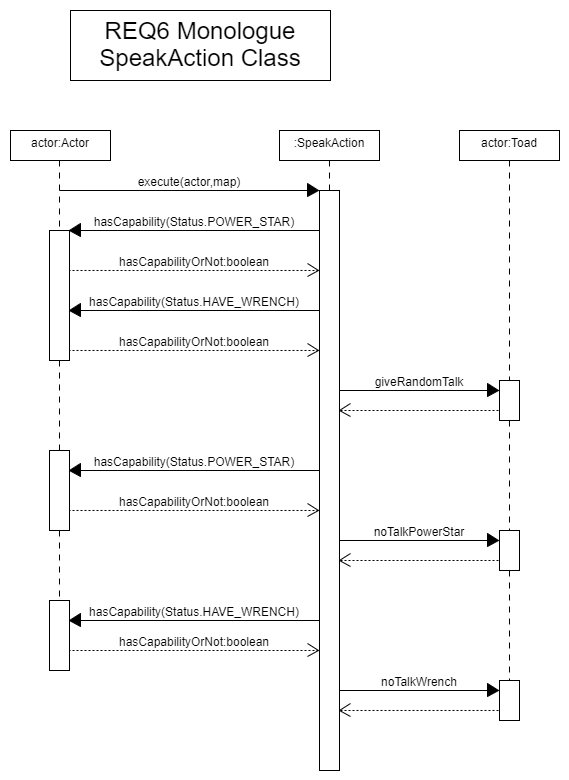 REQ6 Monologue
SpeakAction Class
actor:Actor
:SpeakAction
actor:Toad
execute(actor,map)
hasCapability(Status.POWER_STAR)
hasCapabilityOrNot:boolean
hasCapability(Status.HAVE_WRENCH)
hasCapabilityOrNot:boolean
giveRandomTalk
hasCapability(Status.POWER_STAR)
hasCapabilityOrNot:boolean
noTalkPowerStar
hasCapability(Status.HAVE_WRENCH)
hasCapabilityOrNot:boolean
noTalkWrench